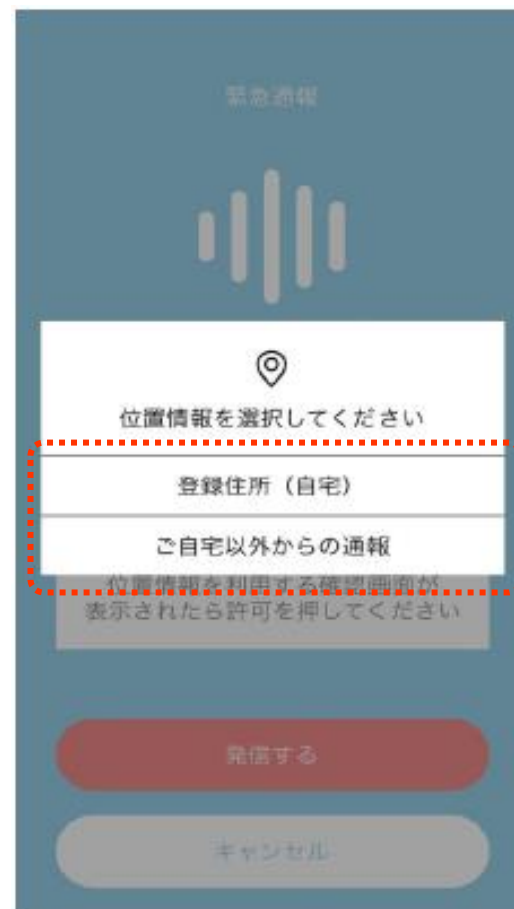 緊急通報
位置情報を選択してください
登録住所（自宅）
ご自宅以外からの通報
位置情報を利用する確認画面が
表示されたら許可を押してください
発信する
キャンセル